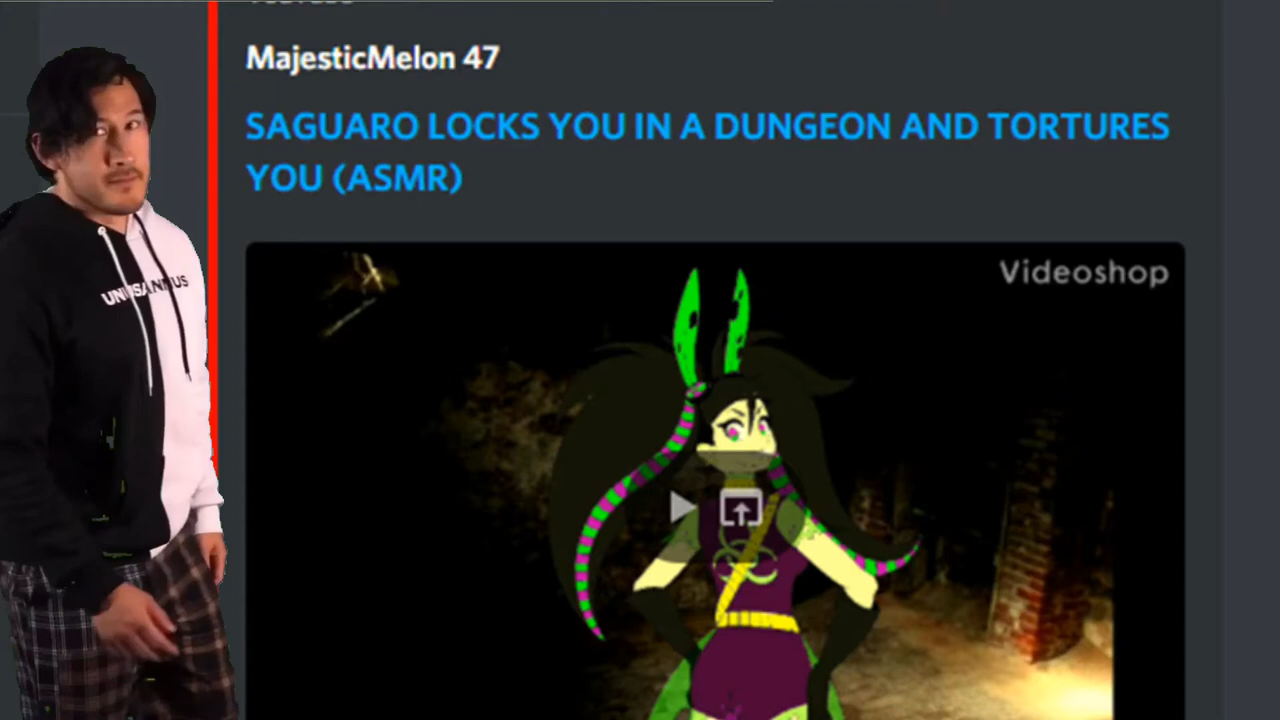 MajesticMelon 47
SAGUARO LOCKS YOU IN A DUNGEON AND TORTURES
YOU (ASMR)
Videoshop